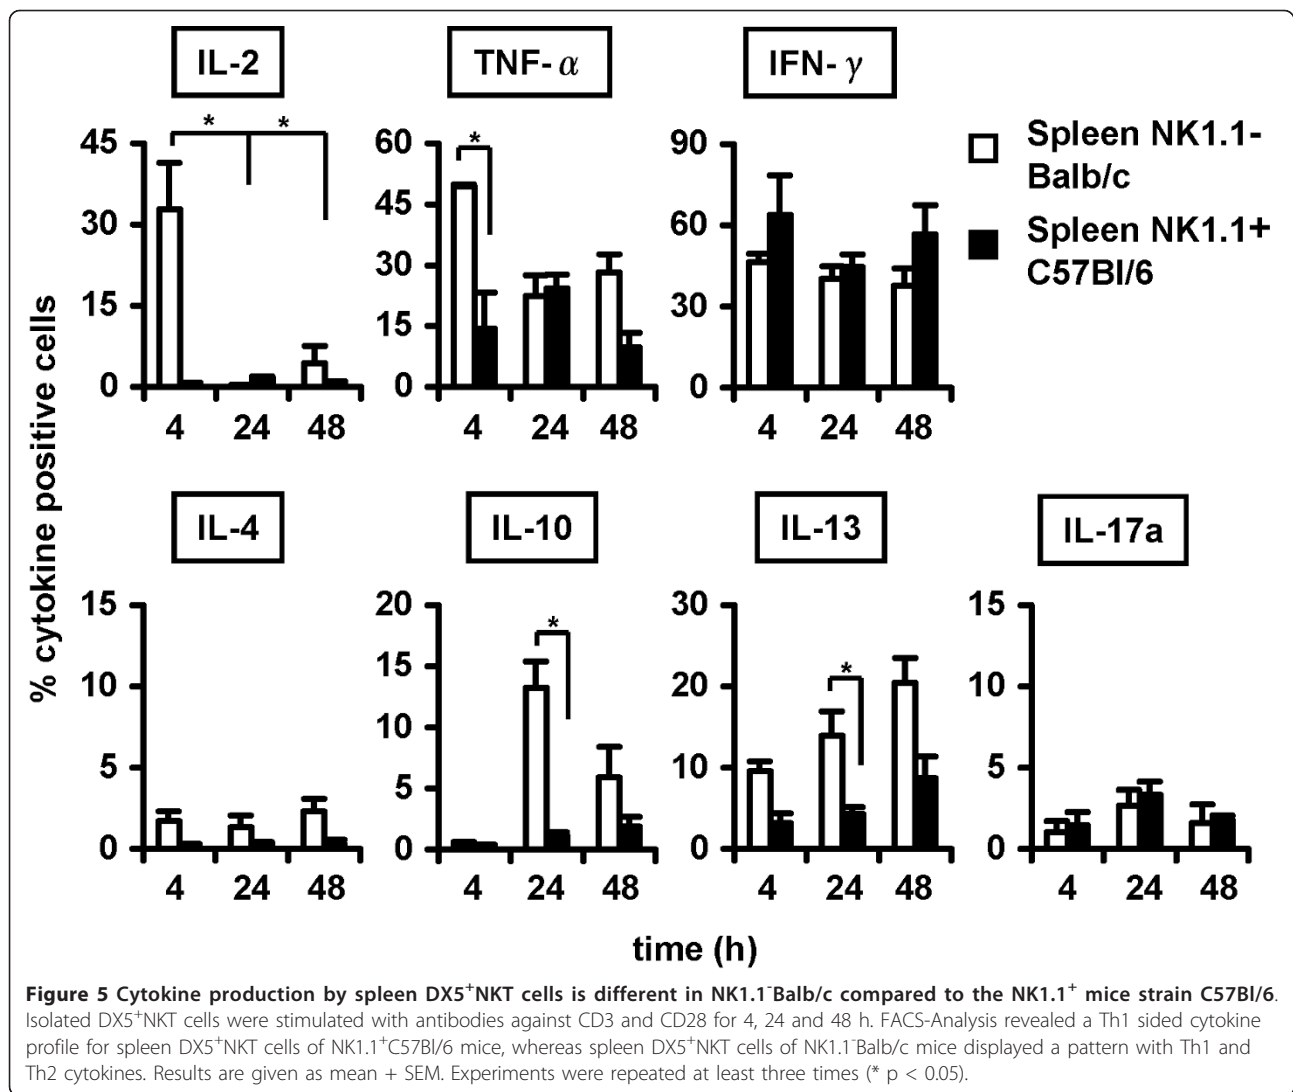 IL-2
TNF- α
IFN- γ
Spleen NK1.1-
Balb/c
Spleen NK1.1+
C57Bl/6
* *
45
30
15
0
4 24 48
*
60
45
30
15
0
4 24 48
90
60
30
0
4 24 48
% cytokine positive cells
IL-4
IL-10
IL-13
IL-17a
15
10
5
0
4 24 48
*
20
15
10
5
0
4 24 48
*
30
20
10
0
4 24 48
15
10
5
0
4 24 48
time (h)
Figure 5 Cytokine production by spleen DX5⁺NKT cells is different in NK1.1⁻Balb/c compared to the NK1.1⁺ mice strain C57Bl/6.
Isolated DX5⁺NKT cells were stimulated with antibodies against CD3 and CD28 for 4, 24 and 48 h. FACS-Analysis revealed a Th1 sided cytokine
profile for spleen DX5⁺NKT cells of NK1.1⁺C57Bl/6 mice, whereas spleen DX5⁺NKT cells of NK1.1⁻Balb/c mice displayed a pattern with Th1 and
Th2 cytokines. Results are given as mean + SEM. Experiments were repeated at least three times (* p < 0.05).